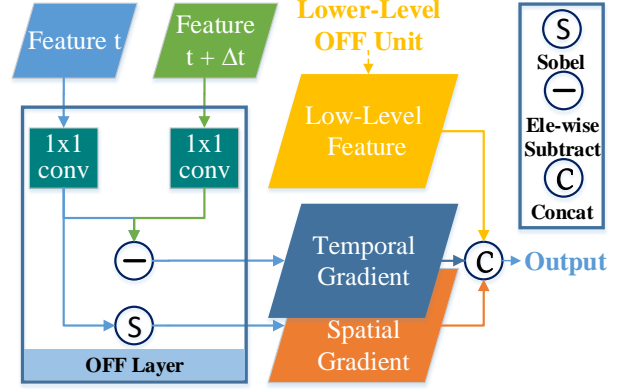 Feature t
Feature
t + Δt
Lower-Level
OFF Unit
S
Sobel
Ele-wise
Subtract
C
Concat
1x1
conv
1x1
conv
Low-Level
Feature
Temporal
Gradient
C
Output
S
Spatial
Gradient
OFF Layer